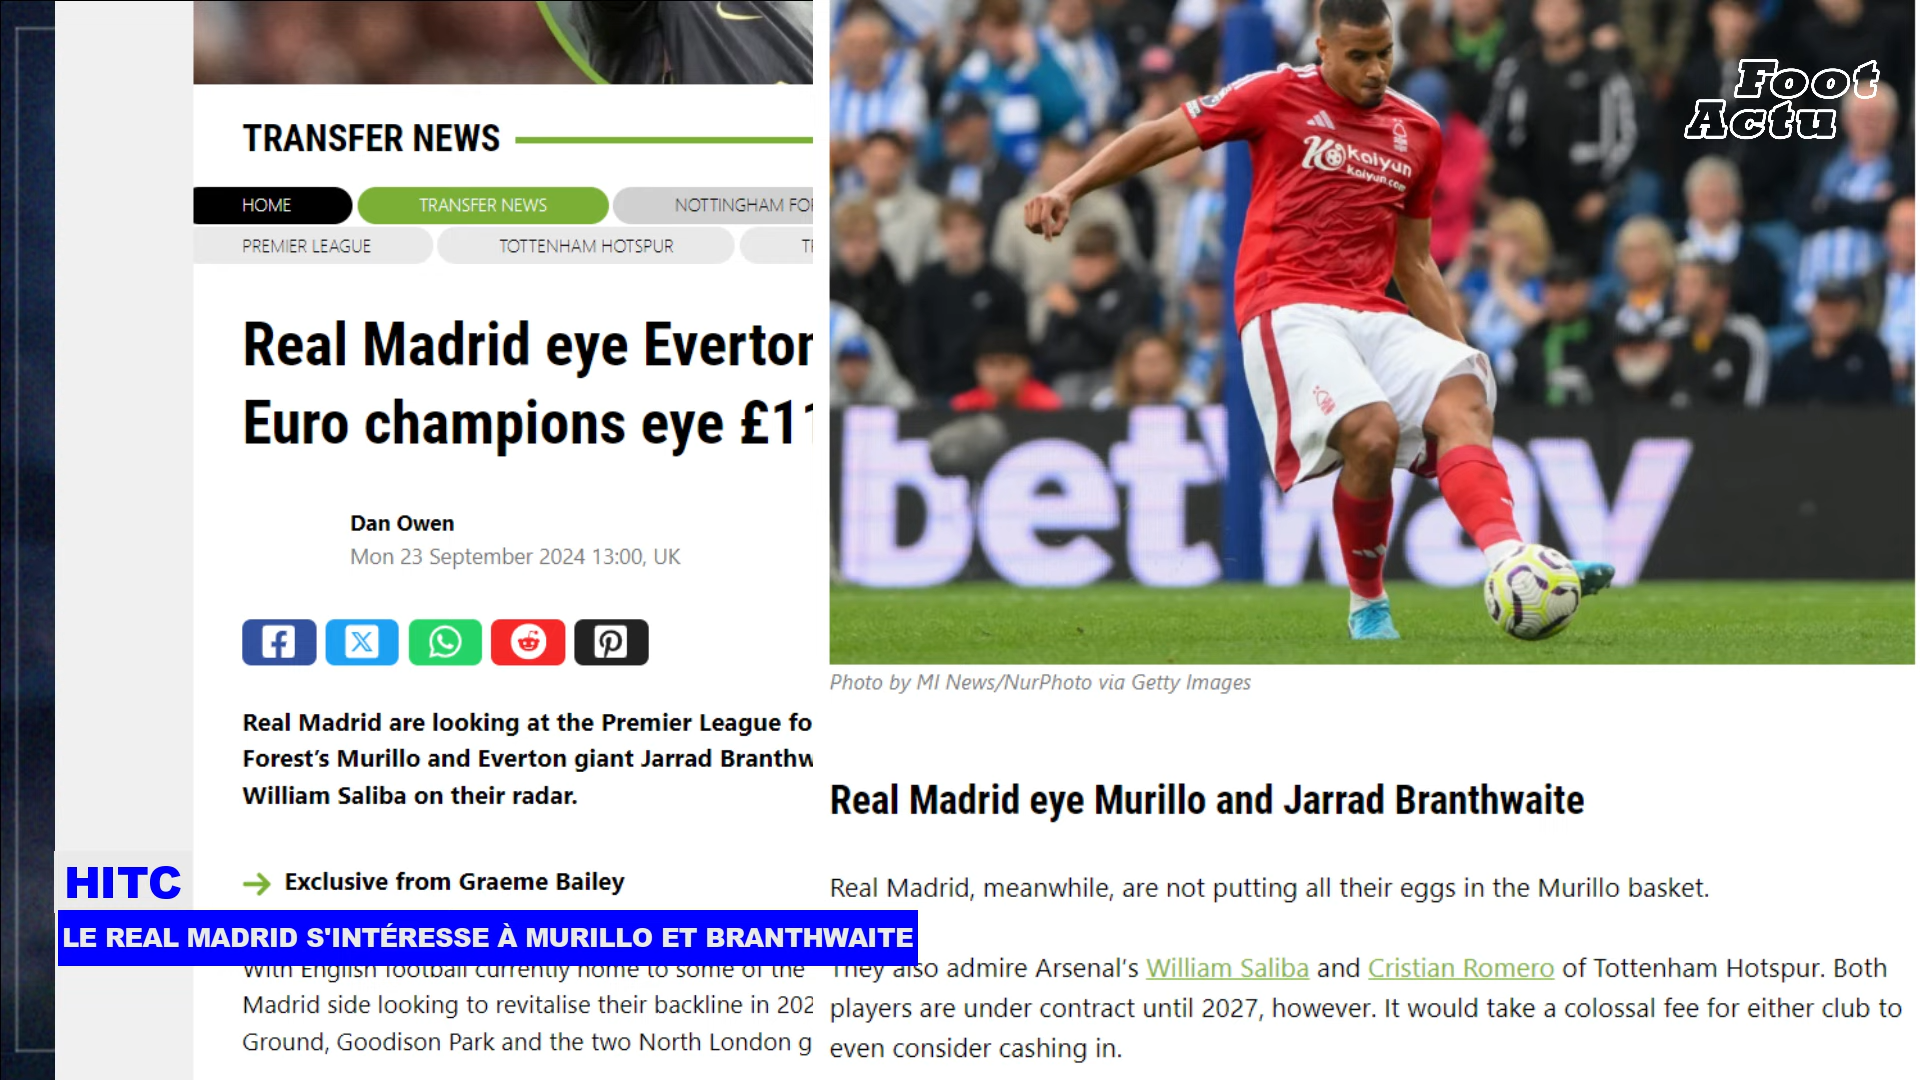 TRANSFER NEWS
HOME
TRANSFER NEWS
NOTTINGHAM FO
PREMIER LEAGUE
TOTTENHAM HOTSPUR
Real Madrid eye Everton
Euro champions eye £11
Dan Owen
Mon 23 September 2024 13:00, UK
Real Madrid are looking at the Premier League fo
Forest’s Murillo and Everton giant Jarrad Branthw
William Saliba on their radar.
Exclusive from Graeme Bailey
HITC
LE REAL MADRID S'INTÉRESSE À MURILLO ET BRANTHWAITE
With English football currently home to some of the
Madrid side looking to revitalise their backline in 202
Ground, Goodison Park and the two North London g
Foot
Actu
Kaiyun
Kaiyun.com
betway
Photo by MI News/NurPhoto via Getty Images
Real Madrid eye Murillo and Jarrad Branthwaite
Real Madrid, meanwhile, are not putting all their eggs in the Murillo basket.
They also admire Arsenal’s William Saliba and Cristian Romero of Tottenham Hotspur. Both
players are under contract until 2027, however. It would take a colossal fee for either club to
even consider cashing in.